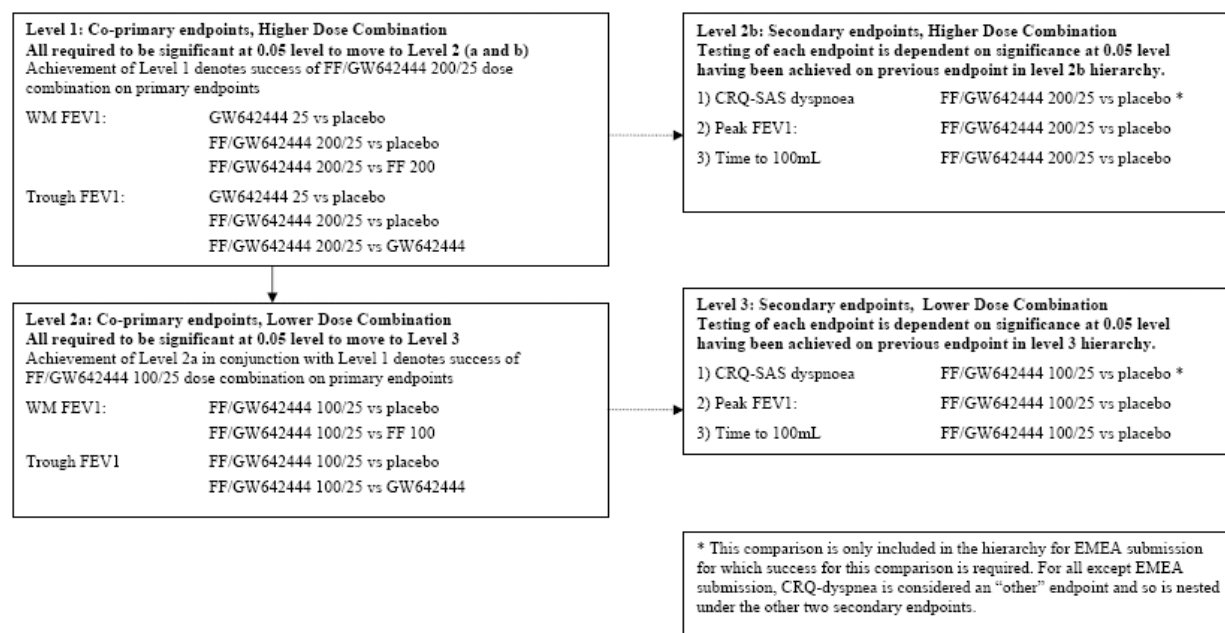 Level 1: Co-primary endpoints, Higher Dose Combination
All required to be significant at 0.05 level to move to Level 2 (a and b)
Achievement of Level 1 denotes success of FF/GW642444 200/25 dose
combination on primary endpoints
WM FEV1: GW642444 25 vs placebo
FF/GW642444 200/25 vs placebo
FF/GW642444 200/25 vs FF 200
Trough FEV1: GW642444 25 vs placebo
FF/GW642444 200/25 vs placebo
FF/GW642444 200/25 vs GW642444
Level 2b: Secondary endpoints, Higher Dose Combination
Testing of each endpoint is dependent on significance at 0.05 level
having been achieved on previous endpoint in level 2b hierarchy.
1) CRQ-SAS dyspnoea FF/GW642444 200/25 vs placebo *
2) Peak FEV1: FF/GW642444 200/25 vs placebo
3) Time to 100mL FF/GW642444 200/25 vs placebo
Level 2a: Co-primary endpoints, Lower Dose Combination
All required to be significant at 0.05 level to move to Level 3
Achievement of Level 2a in conjunction with Level 1 denotes success of
FF/GW642444 100/25 dose combination on primary endpoints
WM FEV1: FF/GW642444 100/25 vs placebo
FF/GW642444 100/25 vs FF 100
Trough FEV1 FF/GW642444 100/25 vs placebo
FF/GW642444 100/25 vs GW642444
Level 3: Secondary endpoints, Lower Dose Combination
Testing of each endpoint is dependent on significance at 0.05 level
having been achieved on previous endpoint in level 3 hierarchy.
1) CRQ-SAS dyspnoea FF/GW642444 100/25 vs placebo *
2) Peak FEV1: FF/GW642444 100/25 vs placebo
3) Time to 100mL FF/GW642444 100/25 vs placebo
* This comparison is only included in the hierarchy for EMEA submission
for which success for this comparison is required. For all except EMEA
submission, CRQ-dyspnea is considered an “other” endpoint and so is nested
under the other two secondary endpoints.